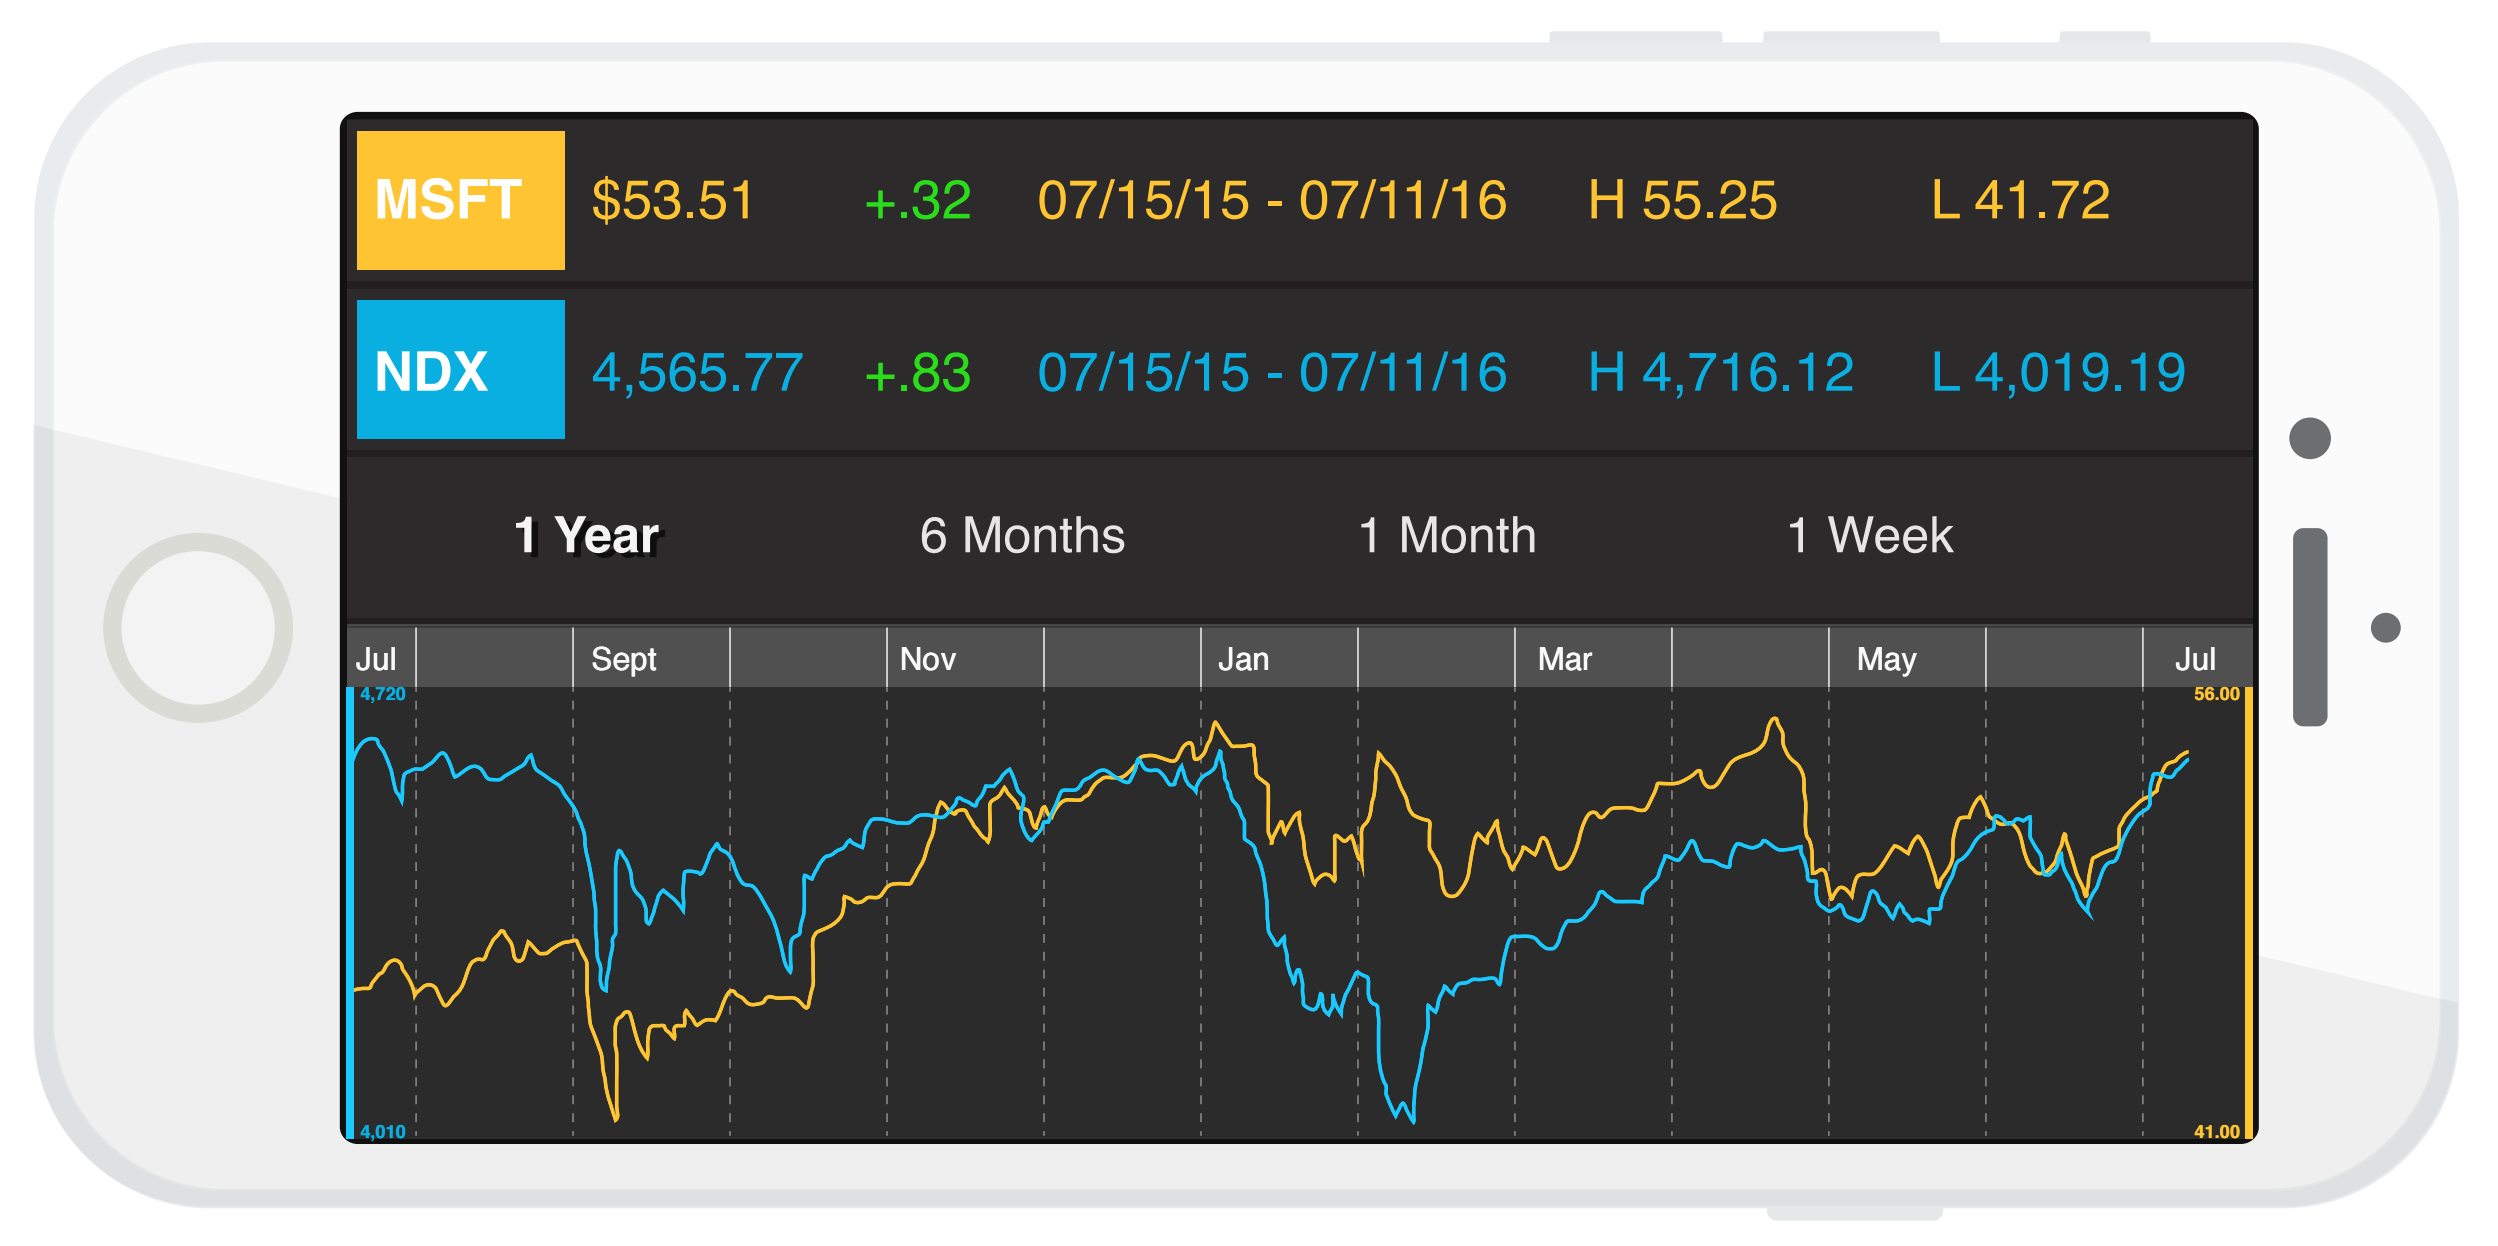 MSFT $53.51 +.32 07/15/15 - 07/11/16 H 55.25 L 41.72
NDX 4,565.77 +.83 07/15/15 - 07/11/16 H 4,716.12 L 4,019.19
1 Year 6 Months 1 Month 1 Week
Jul Sept Nov Jan Mar May Jul
4,720 56.00
4,010 41.00